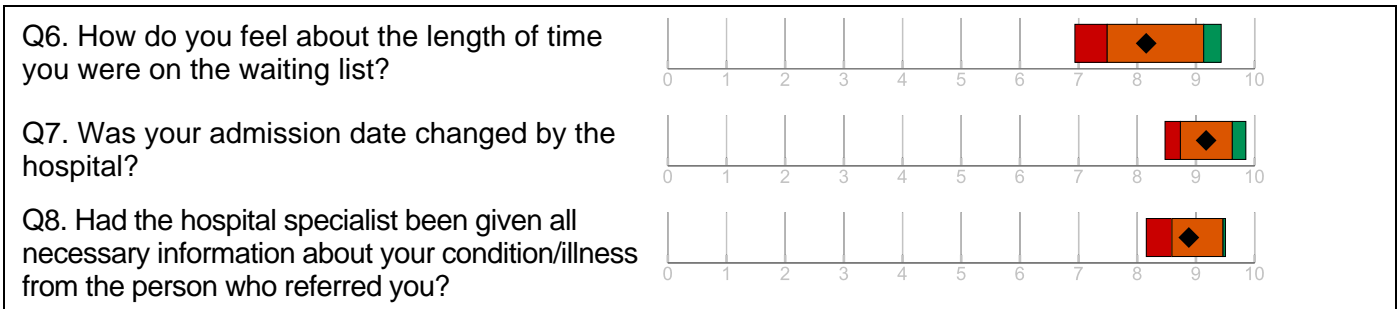 Q6. How do you feel about the length of time
you were on the waiting list?
0 1 2 3 4 5 6 7 8 9 10
Q7. Was your admission date changed by the
hospital?
0 1 2 3 4 5 6 7 8 9 10
Q8. Had the hospital specialist been given all
necessary information about your condition/illness
from the person who referred you?
0 1 2 3 4 5 6 7 8 9 10